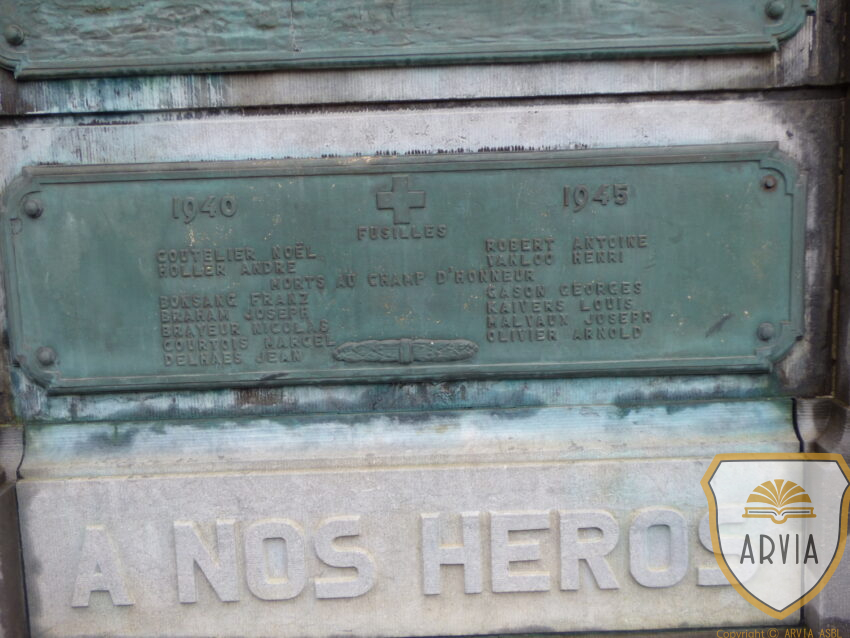 1940 1945
FUSILLES
COUTELIER NOËL ROBERT ANTOINE
HOLLER ANDRE VANLOO HENRI
MORTS AU CHAMP D'HONNEUR
BONSANG FRANZ GASON GEORGES
BRAHAM JOSEPH KAIVERS LOUIS
BRAYEUR NICOLAS MALVAUX JOSEPH
COURTOIS MARCEL OLIVIER ARNOLD
DELHAES JEAN
A NOS HEROS
ARVIA
Copyright © ARVIA ASBL